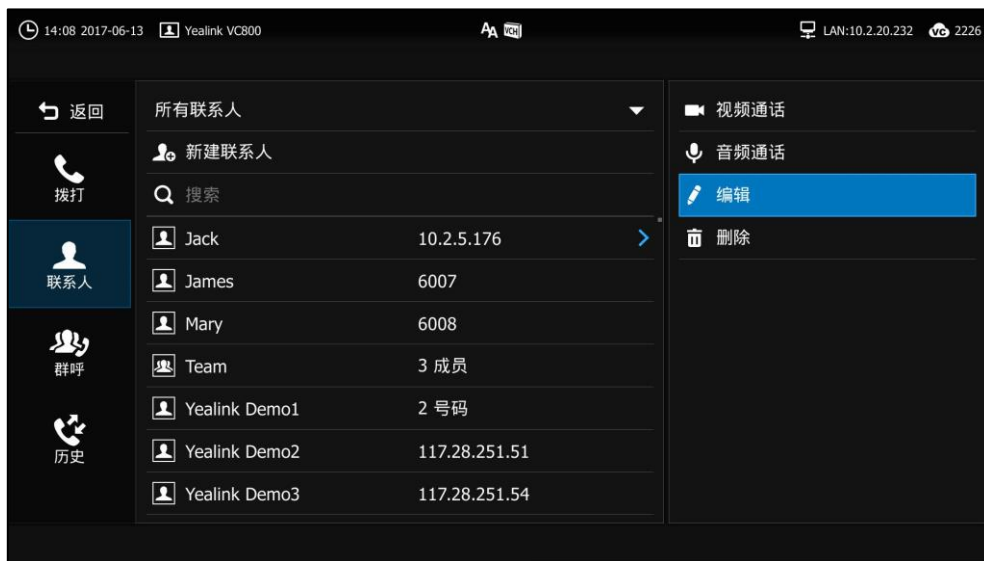 14:08 2017-06-13 Yealink VC800 AA VCH LAN:10.2.20.232 VC 2226
返回
拨打
联系人
群呼
历史
所有联系人
新建联系人
搜索
Jack 10.2.5.176
James 6007
Mary 6008
Team 3 成员
Yealink Demo1 2 号码
Yealink Demo2 117.28.251.51
Yealink Demo3 117.28.251.54
视频通话
音频通话
编辑
删除